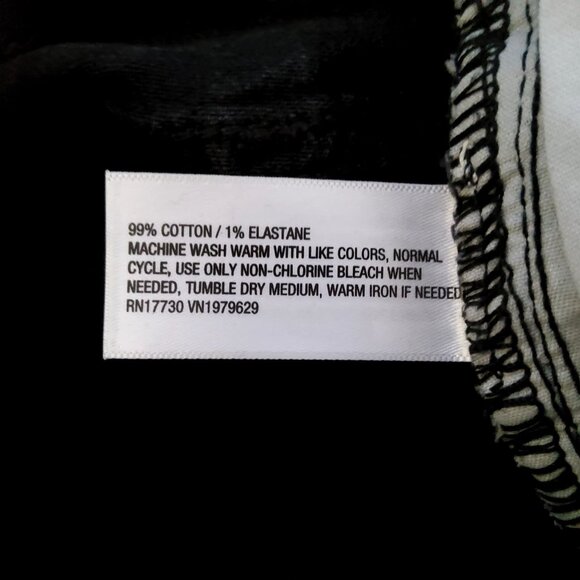 99% COTTON / 1% ELASTANE
MACHINE WASH WARM WITH LIKE COLORS, NORMAL
CYCLE, USE ONLY NON-CHLORINE BLEACH WHEN
NEEDED, TUMBLE DRY MEDIUM, WARM IRON IF NEEDED
RN17730 VN1979629